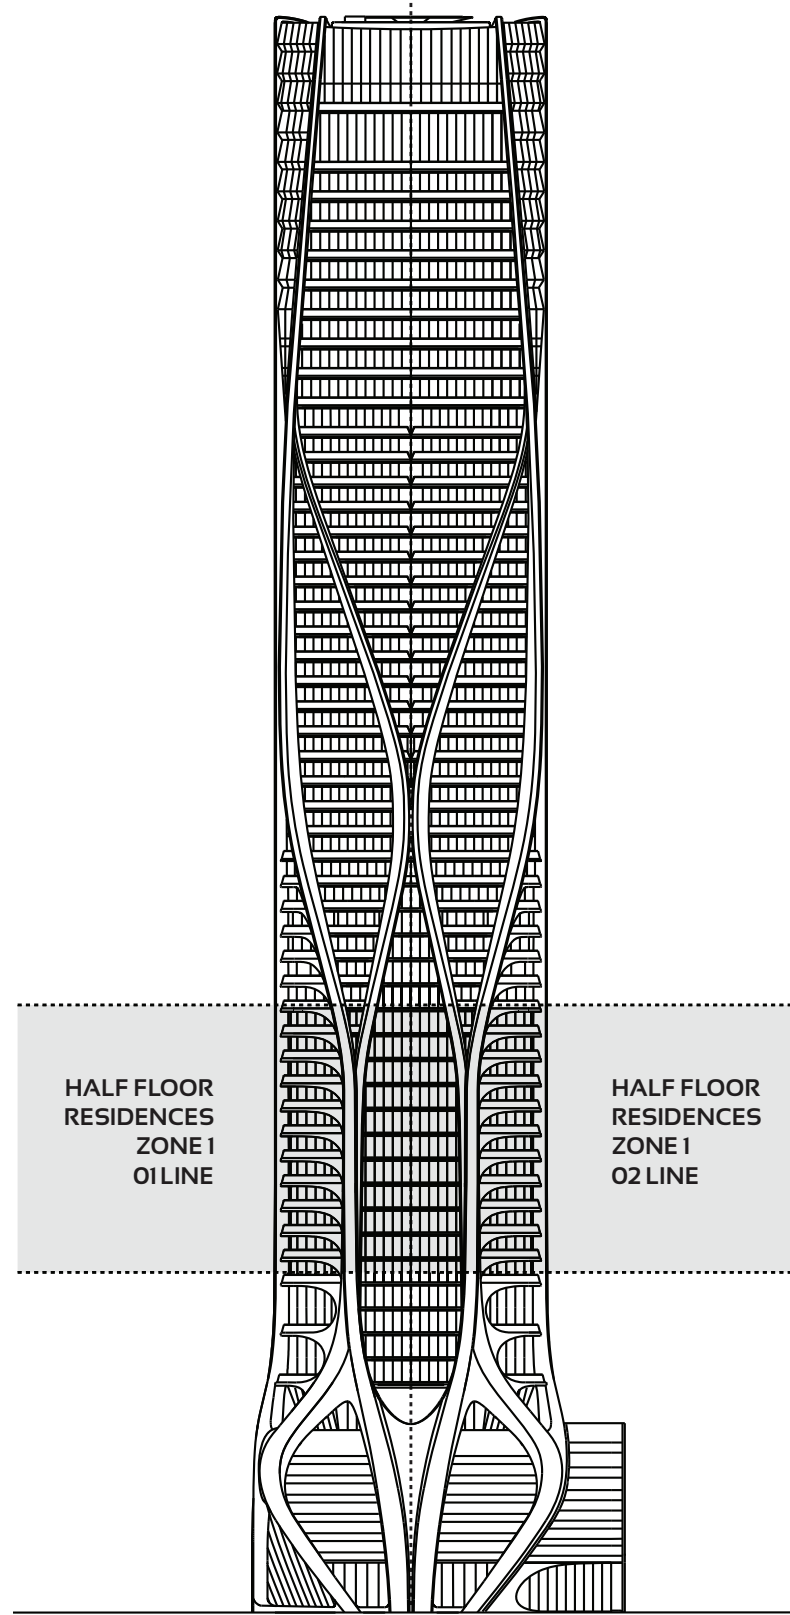 HALF FLOOR
RESIDENCES
ZONE 1
01 LINE
HALF FLOOR
RESIDENCES
ZONE 1
02 LINE